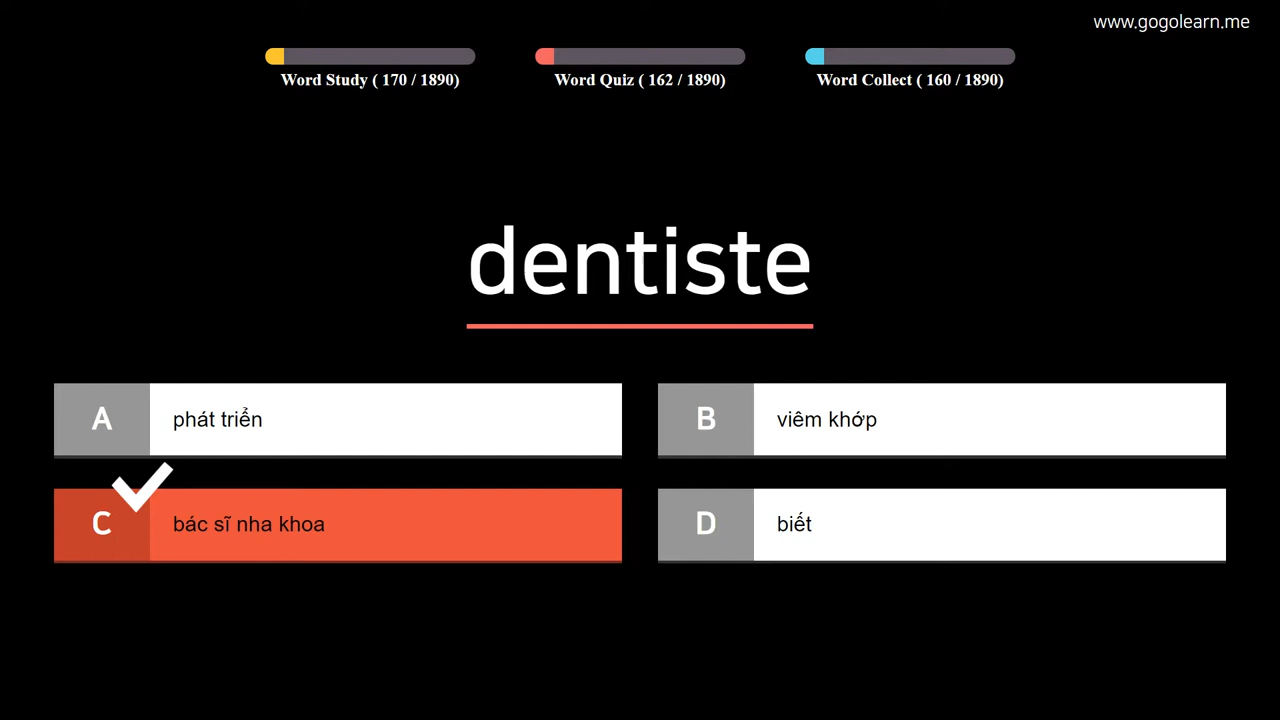 www.gogolearn.me
Word Study ( 170 / 1890)
Word Quiz ( 162 / 1890)
Word Collect ( 160 / 1890)
dentiste
A phát triển
B viêm khớp
C bác sĩ nha khoa
D biết